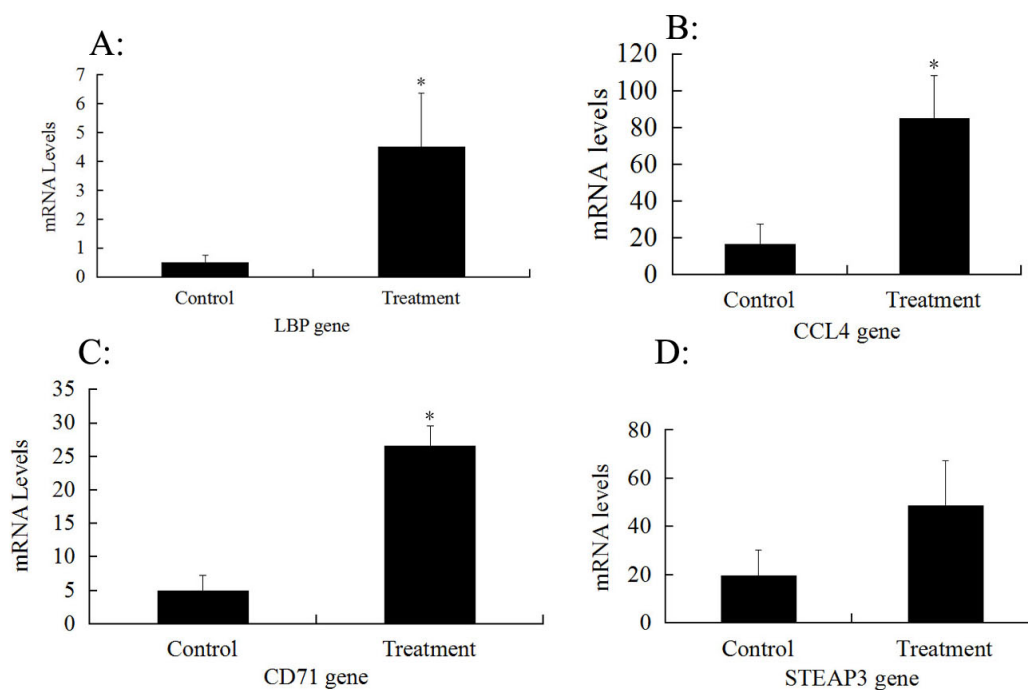 A:
7
6
5
4
3
2
1
0
mRNA Levels
*
Control Treatment
LBP gene
B:
120
100
80
60
40
20
0
mRNA levels
*
Control Treatment
CCL4 gene
C:
35
30
25
20
15
10
5
0
mRNA Levels
*
Control Treatment
CD71 gene
D:
80
60
40
20
0
mRNA levels
Control Treatment
STEAP3 gene